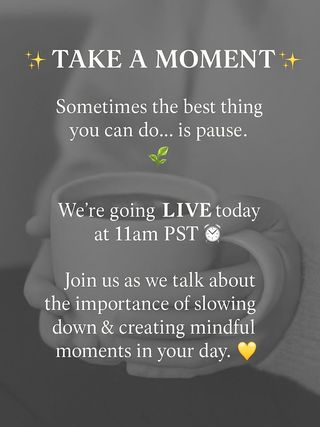 ✨ TAKE A MOMENT ✨
Sometimes the best thing
you can do... is pause.
🌿
We’re going LIVE today
at 11am PST ⏰
Join us as we talk about
the importance of slowing
down & creating mindful
moments in your day. 💛